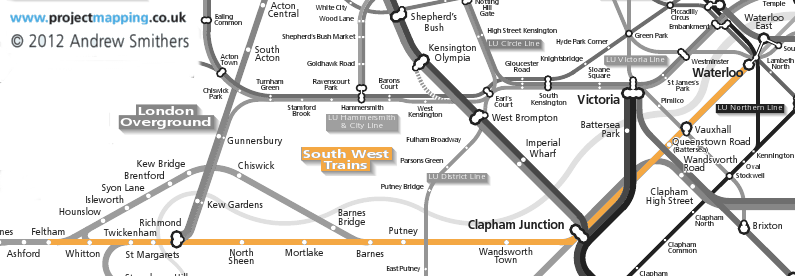 www.projectmapping.co.uk
© 2012 Andrew Smithers
Ealing
Common
Acton
Central
White City
Wood Lane
Shepherd's
Bush
Notting
Hill
Gate
Piccadilly
Circus
Temple
Waterloo
East
Embankment
High Street Kensington
LU Circle Line
Hyde Park Corner
Green Park
Shepherd's Bush Market
Acton
Town
South
Acton
Goldhawk Road
Kensington
Olympia
Knightsbridge
Gloucester
Road
Sloane
Square
LU Victoria Line
Westminster
Waterloo
Lambeth
North
St James's
Park
Chiswick
Park
Turnham
Green
Ravenscourt
Park
Barons
Court
Stamford
Brook
Hammersmith
West
Kensington
Earl's
Court
South
Kensington
Victoria
Pimlico
LU Northern Line
London
Overground
LU Hammersmith
& City Line
West Brompton
Battersea
Park
Vauxhall
Queenstown Road
(Battersea)
Gunnersbury
Fulham Broadway
Imperial
Wharf
Wandsworth
Road
Kennington
Oval
Stockwell
South West
Trains
Parsons Green
LU District Line
Kew Bridge
Brentford
Syon Lane
Isleworth
Hounslow
Chiswick
Putney Bridge
Clapham
High Street
Kew Gardens
Barnes
Bridge
Clapham Junction
Clapham
North
Brixton
Clapham
Common
nes
Feltham
Richmond
Twickenham
Putney
Ashford
Whitton
St Margarets
North
Sheen
Mortlake
Barnes
Wandsworth
Town
East Putney